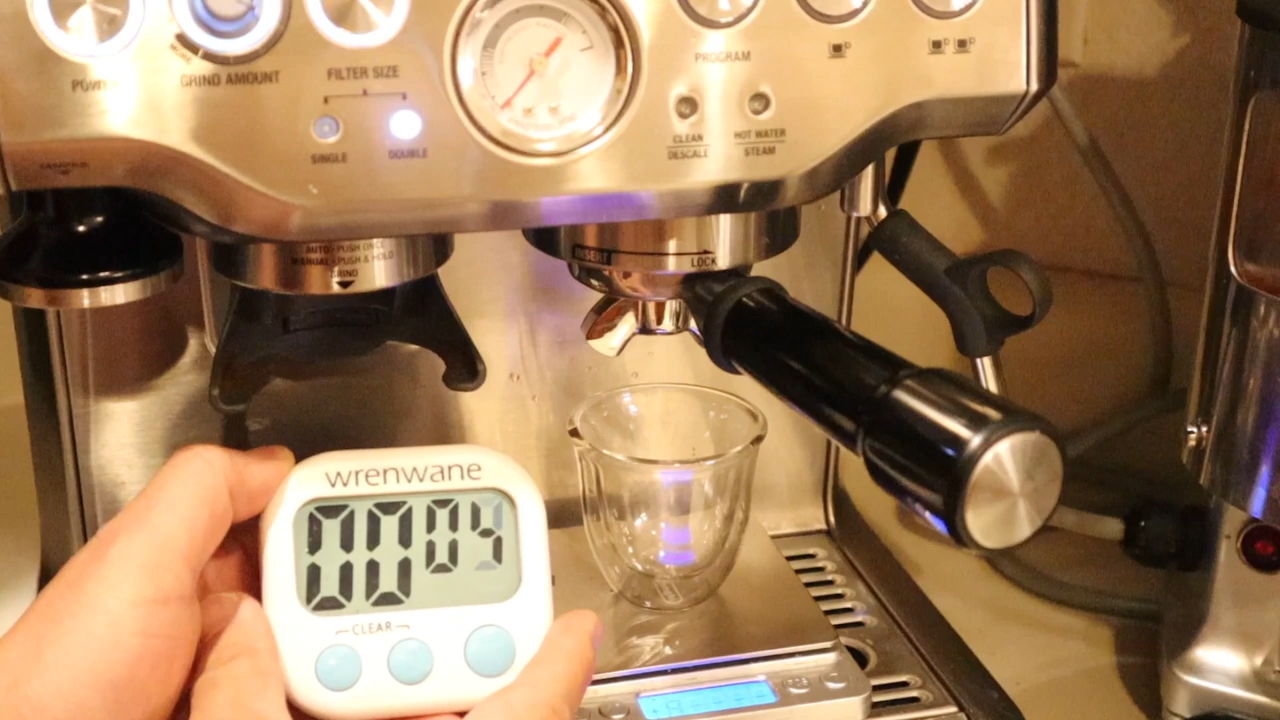 POWER
GRIND AMOUNT
FILTER SIZE
SINGLE
DOUBLE
PROGRAM
CLEAN
DESCALE
HOT WATER
STEAM
AUTO • PUSH ONCE
MANUAL • PUSH & HOLD
GRIND
INSERT
LOCK
wrenwane
00 04
CLEAR